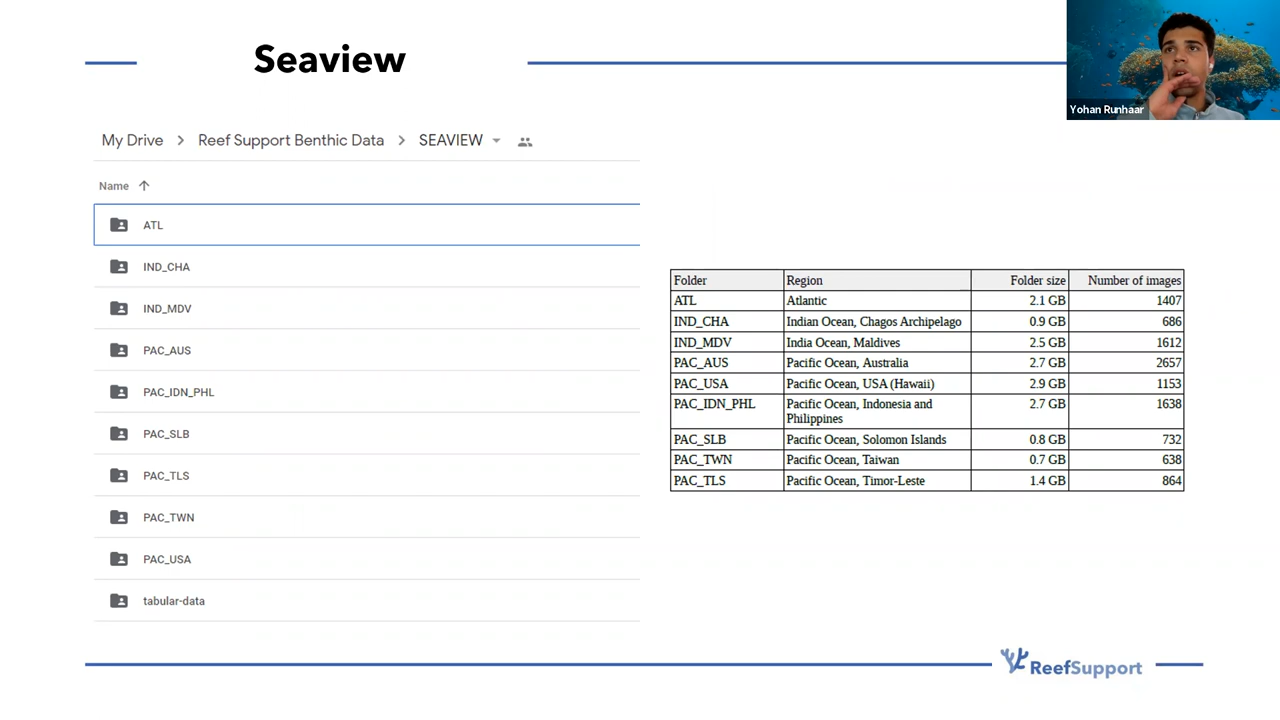 Seaview
Yohan Runhaar
My Drive > Reef Support Benthic Data > SEAVIEW
Name
ATL
IND_CHA
IND_MDV
PAC_AUS
PAC_IDN_PHL
PAC_SLB
PAC_TLS
PAC_TWN
PAC_USA
tabular-data
Folder Region Folder size Number of images
ATL Atlantic 2.1 GB 1407
IND_CHA Indian Ocean, Chagos Archipelago 0.9 GB 686
IND_MDV India Ocean, Maldives 2.5 GB 1612
PAC_AUS Pacific Ocean, Australia 2.7 GB 2657
PAC_USA Pacific Ocean, USA (Hawaii) 2.9 GB 1153
PAC_IDN_PHL Pacific Ocean, Indonesia and 2.7 GB 1638
Philippines
PAC_SLB Pacific Ocean, Solomon Islands 0.8 GB 732
PAC_TWN Pacific Ocean, Taiwan 0.7 GB 638
PAC_TLS Pacific Ocean, Timor-Leste 1.4 GB 864
ReefSupport